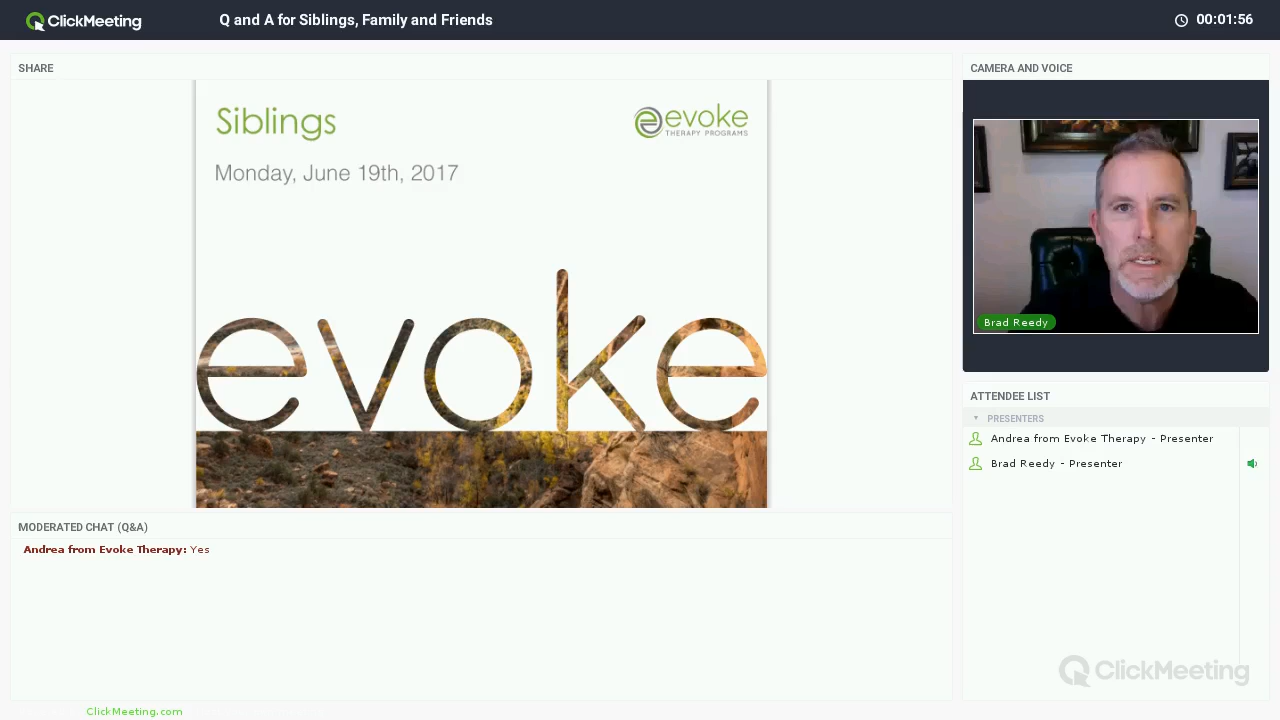 ClickMeeting
Q and A for Siblings, Family and Friends
00:01:56
SHARE
Siblings
evoke
THERAPY PROGRAMS
Monday, June 19th, 2017
evoke
CAMERA AND VOICE
Brad Reedy
ATTENDEE LIST
PRESENTERS
Andrea from Evoke Therapy - Presenter
Brad Reedy - Presenter
MODERATED CHAT (Q&A)
Andrea from Evoke Therapy: Yes
ClickMeeting
ClickMeeting.com